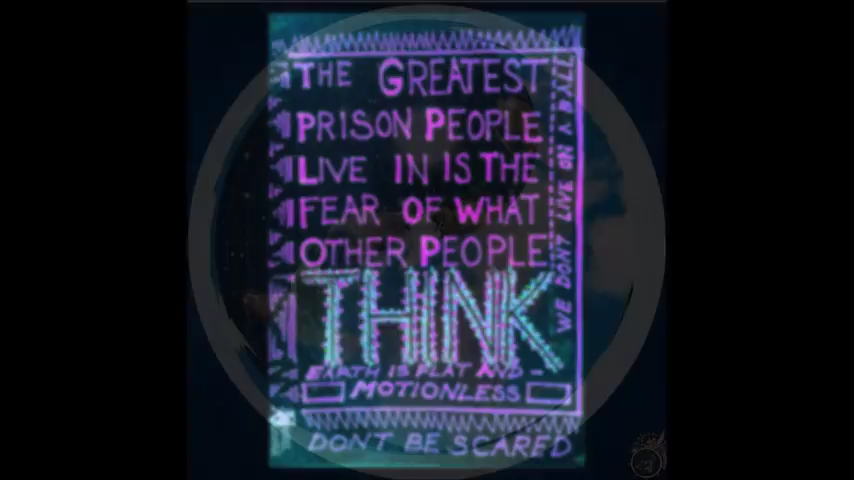 THE GREATEST
PRISON PEOPLE
LIVE IN IS THE
FEAR OF WHAT
OTHER PEOPLE
THINK
EARTH IS FLAT AND -
MOTIONLESS
DONT BE SCARED
WE DONT LIVE ON A BALL